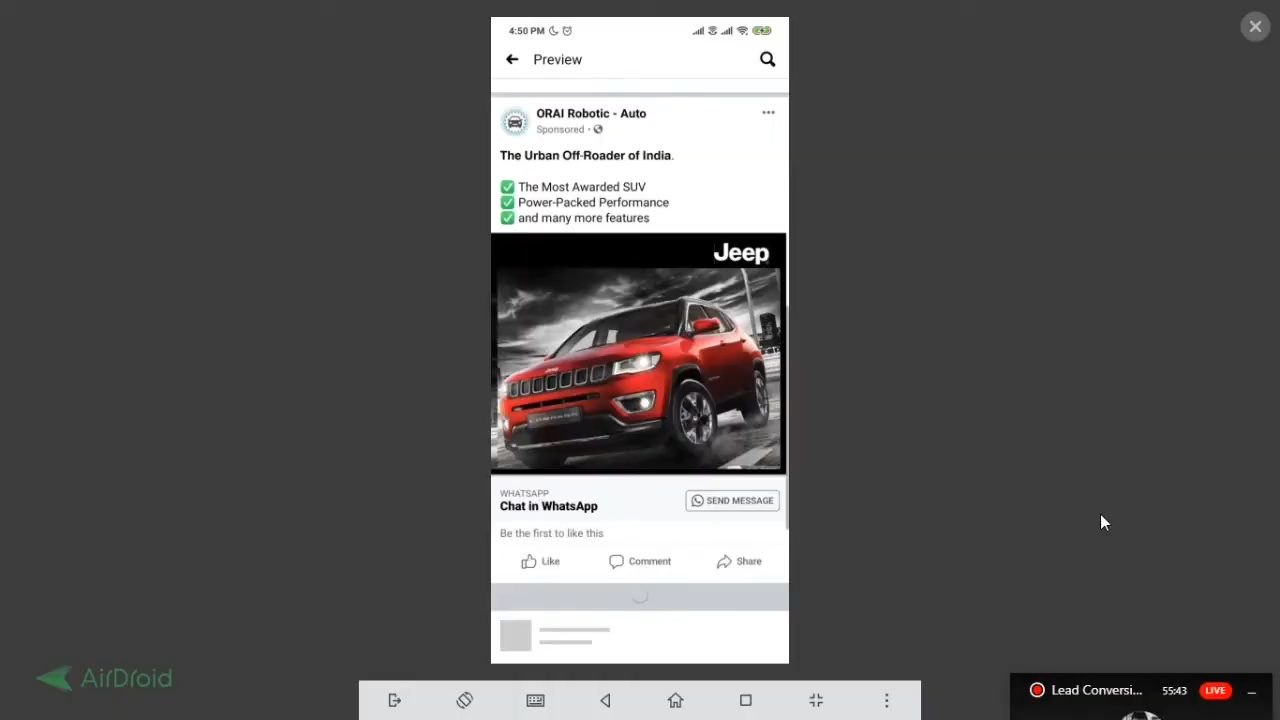 4:50 PM
Preview
ORAI Robotic - Auto
Sponsored
The Urban Off-Roader of India.
✅ The Most Awarded SUV
✅ Power-Packed Performance
✅ and many more features
Jeep
WHATSAPP
Chat in WhatsApp
SEND MESSAGE
Be the first to like this
Like
Comment
Share
AirDroid
Lead Conversi...
55:43
LIVE